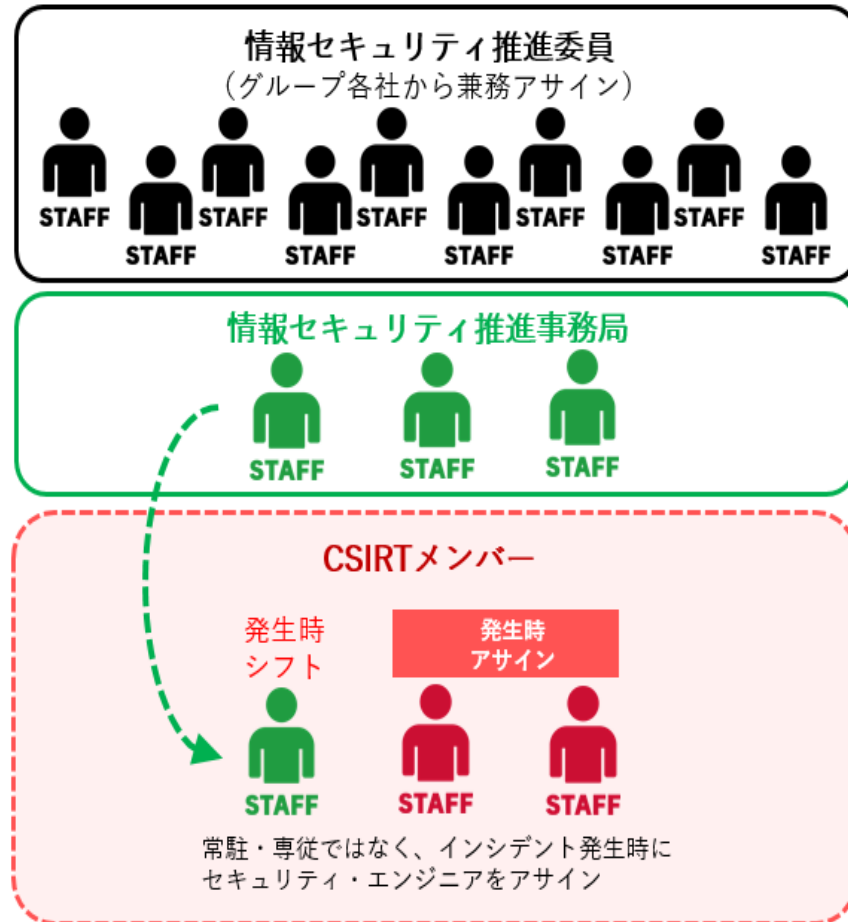 情報セキュリティ推進委員
（グループ各社から兼務アサイン）
STAFF STAFF STAFF STAFF STAFF
STAFF STAFF STAFF STAFF STAFF
情報セキュリティ推進事務局
STAFF STAFF STAFF
CSIRTメンバー
発生時
シフト
発生時
アサイン
STAFF STAFF STAFF
常駐・専従ではなく、インシデント発生時に
セキュリティ・エンジニアをアサイン